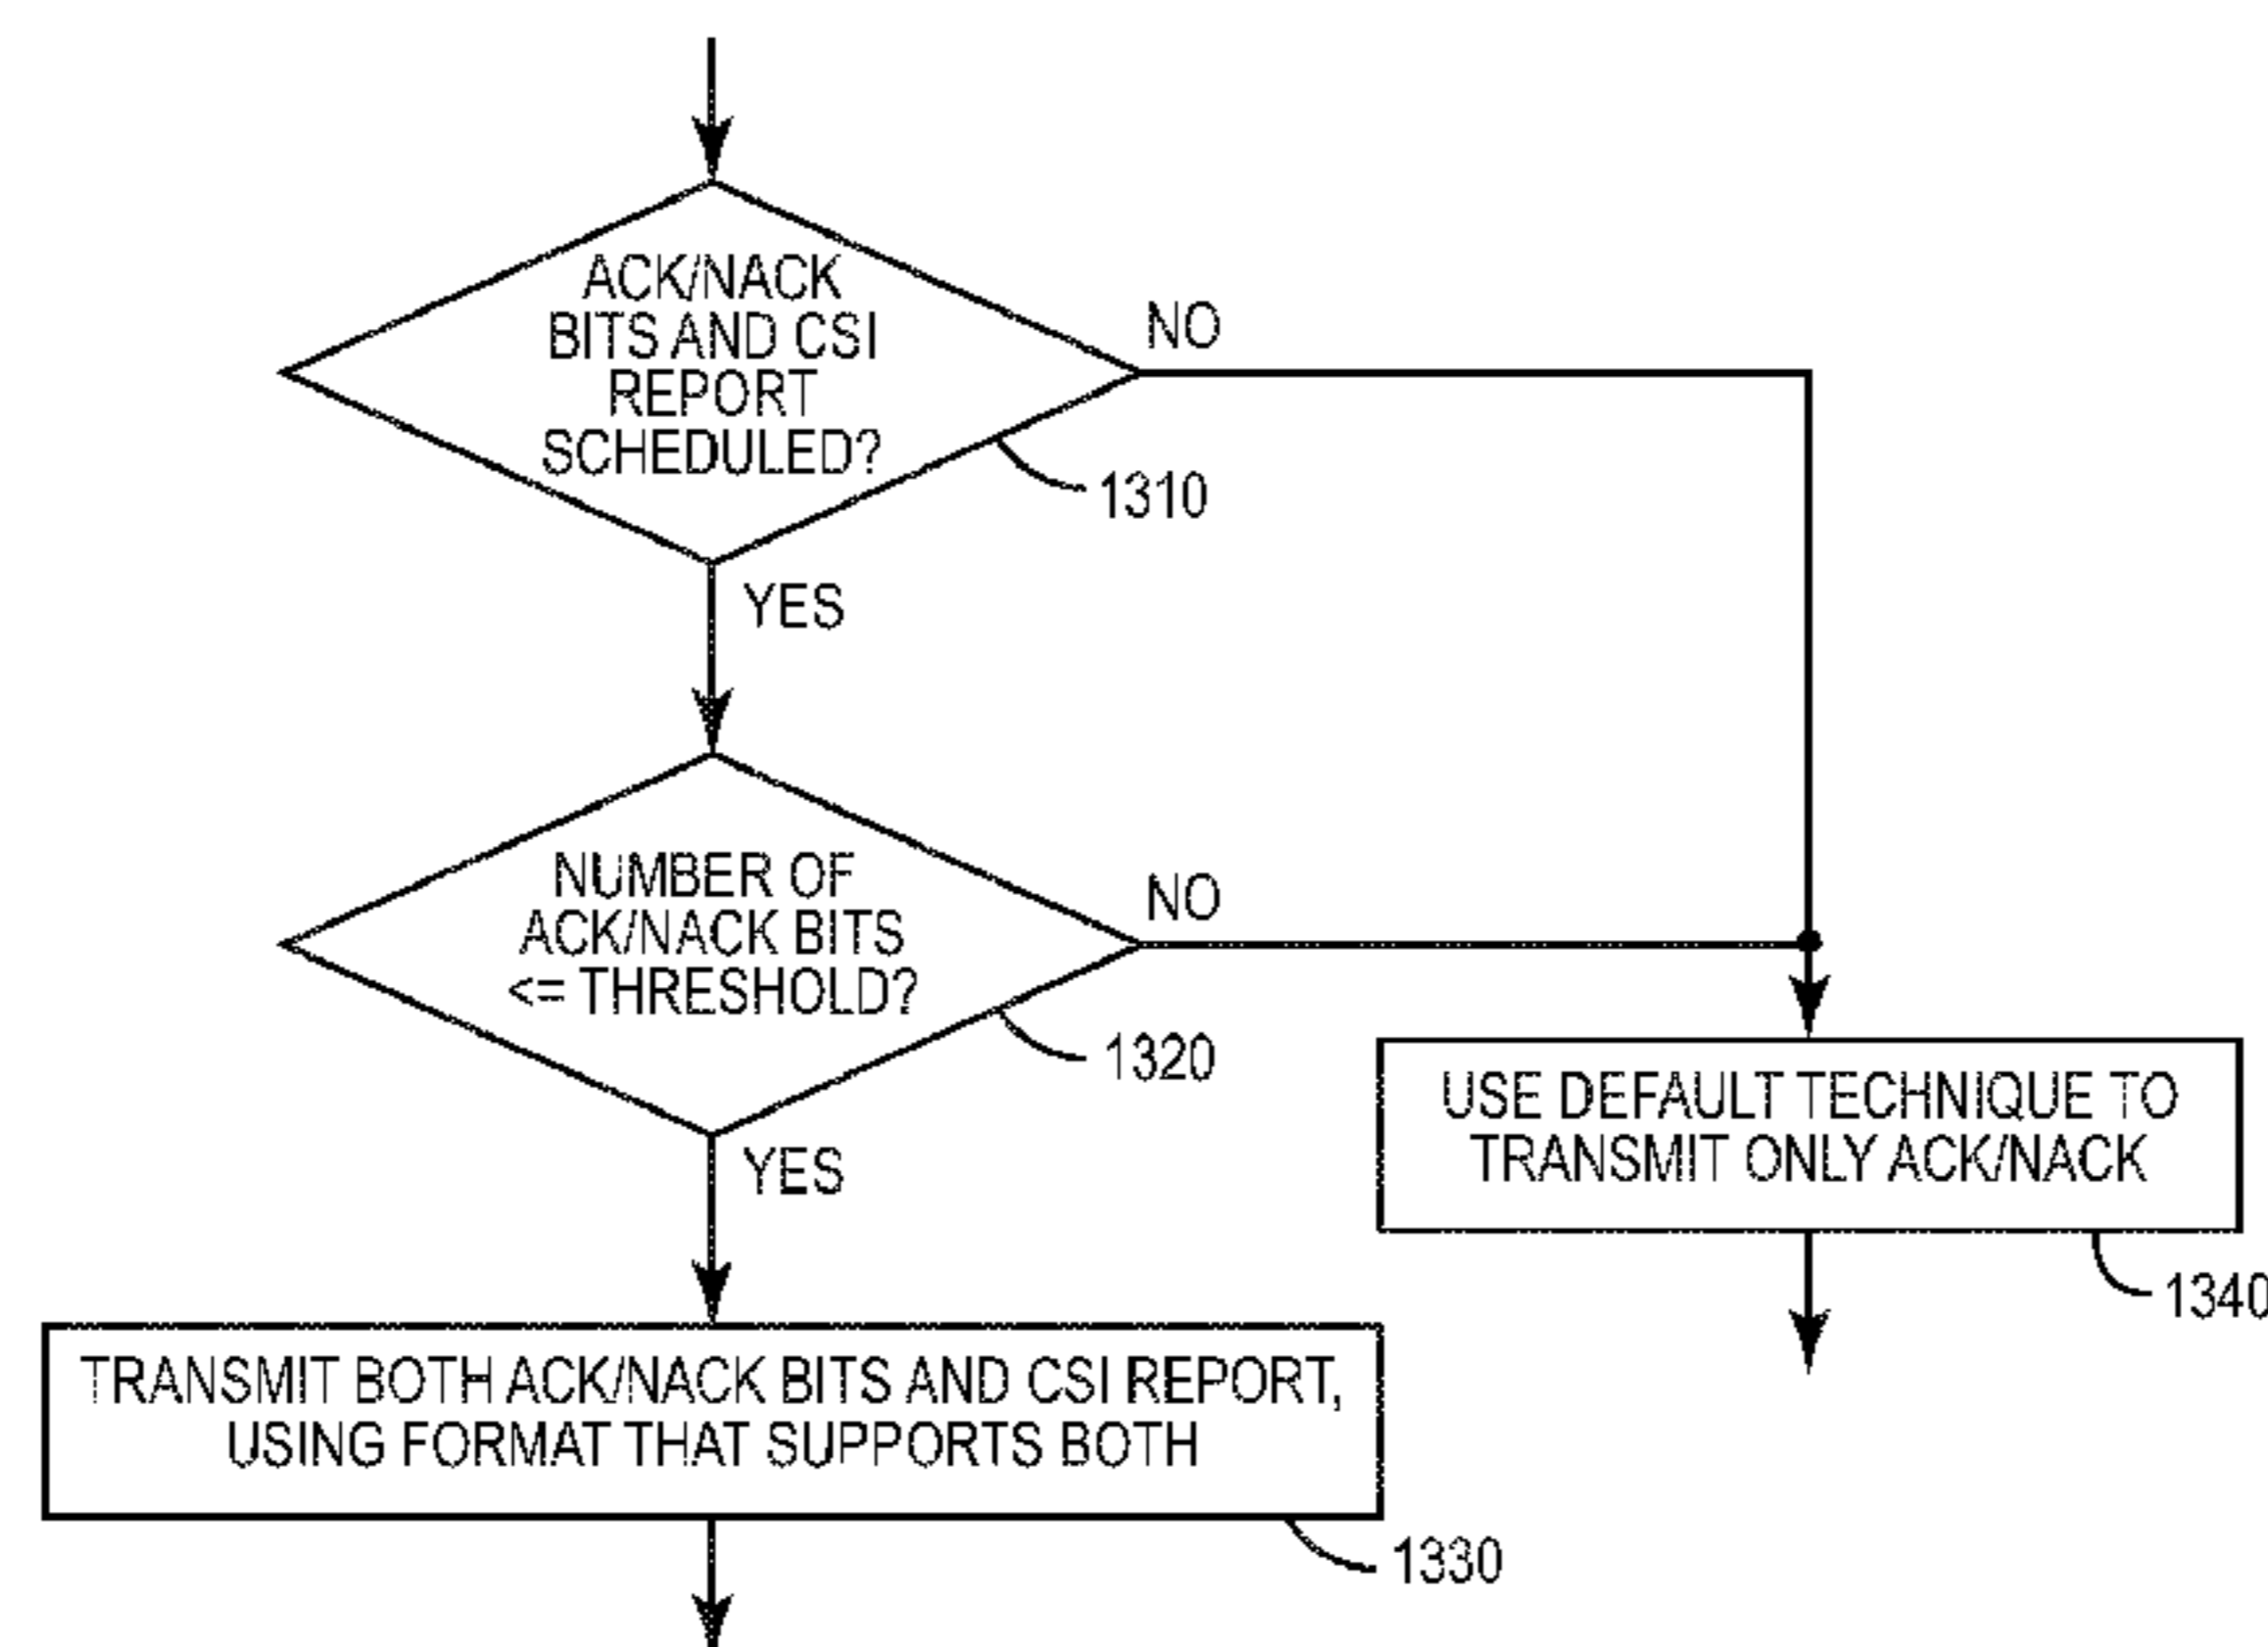 ACK/NACK
BITS AND CSI
REPORT
SCHEDULED?
NO
1310
YES
NUMBER OF
ACK/NACK BITS
<= THRESHOLD?
NO
1320
YES
USE DEFAULT TECHNIQUE TO
TRANSMIT ONLY ACK/NACK
1340
TRANSMIT BOTH ACK/NACK BITS AND CSI REPORT,
USING FORMAT THAT SUPPORTS BOTH
1330